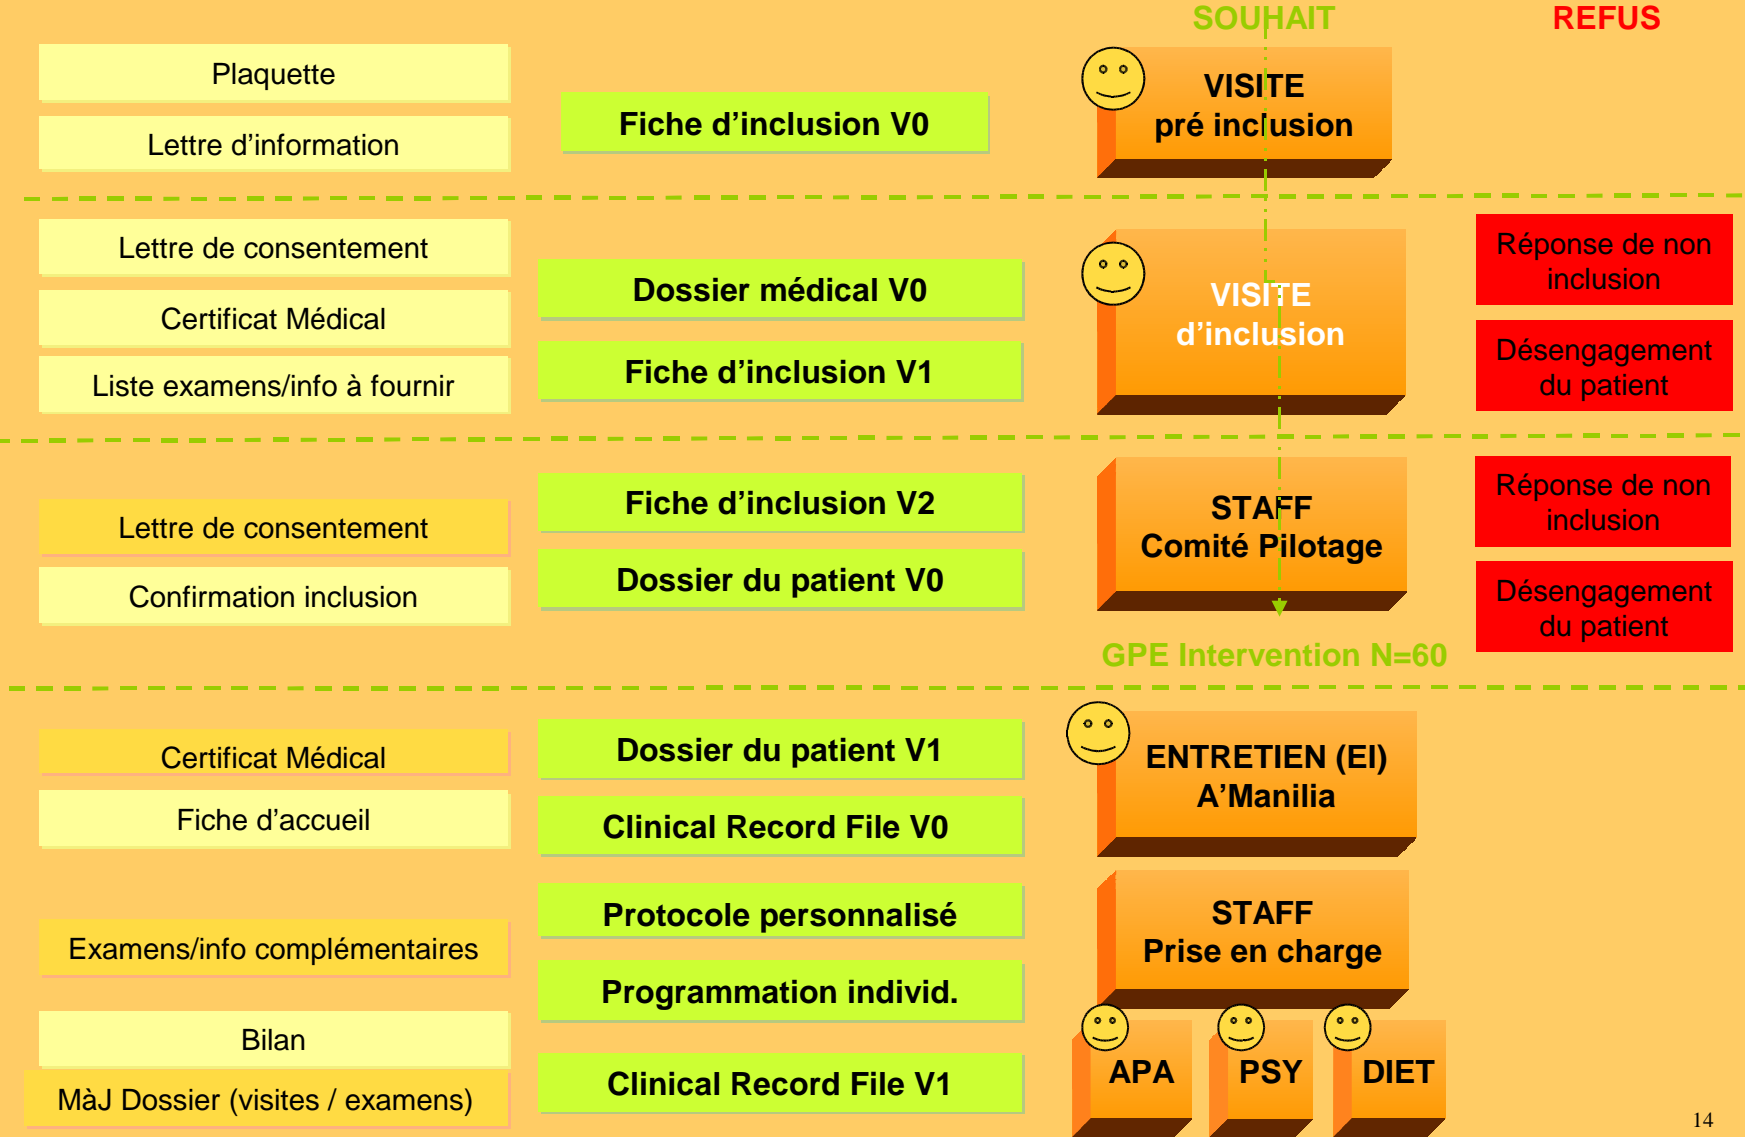 SOUHAIT
REFUS
Plaquette
Lettre d’information
Fiche d’inclusion V0
VISITE
pré inclusion
Lettre de consentement
Certificat Médical
Liste examens/info à fournir
Dossier médical V0
Fiche d’inclusion V1
VISITE
d’inclusion
Réponse de non
inclusion
Désengagement
du patient
Lettre de consentement
Confirmation inclusion
Fiche d’inclusion V2
Dossier du patient V0
STAFF
Comité Pilotage
Réponse de non
inclusion
Désengagement
du patient
GPE Intervention N=60
Certificat Médical
Fiche d’accueil
Dossier du patient V1
Clinical Record File V0
ENTRETIEN (EI)
A’Manilia
Examens/info complémentaires
Protocole personnalisé
Programmation individ.
STAFF
Prise en charge
Bilan
MàJ Dossier (visites / examens)
Clinical Record File V1
APA
PSY
DIET
14